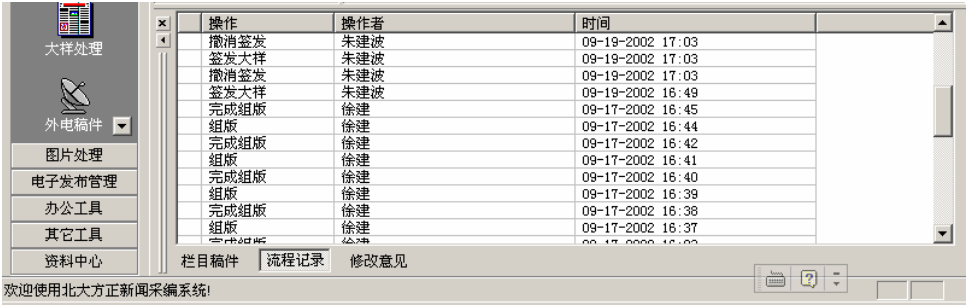 操作 操作者 时间
撤消签发 朱建波 09-19-2002 17:03
签发大样 朱建波 09-19-2002 17:03
撤消签发 朱建波 09-19-2002 17:03
签发大样 朱建波 09-19-2002 16:49
完成组版 徐建 09-17-2002 16:45
组版 徐建 09-17-2002 16:44
完成组版 徐建 09-17-2002 16:42
组版 徐建 09-17-2002 16:41
完成组版 徐建 09-17-2002 16:40
组版 徐建 09-17-2002 16:39
完成组版 徐建 09-17-2002 16:38
组版 徐建 09-17-2002 16:37
大样处理
外电稿件
图片处理
电子发布管理
办公工具
其它工具
资料中心
栏目稿件 流程记录 修改意见
欢迎使用北大方正新闻采编系统!